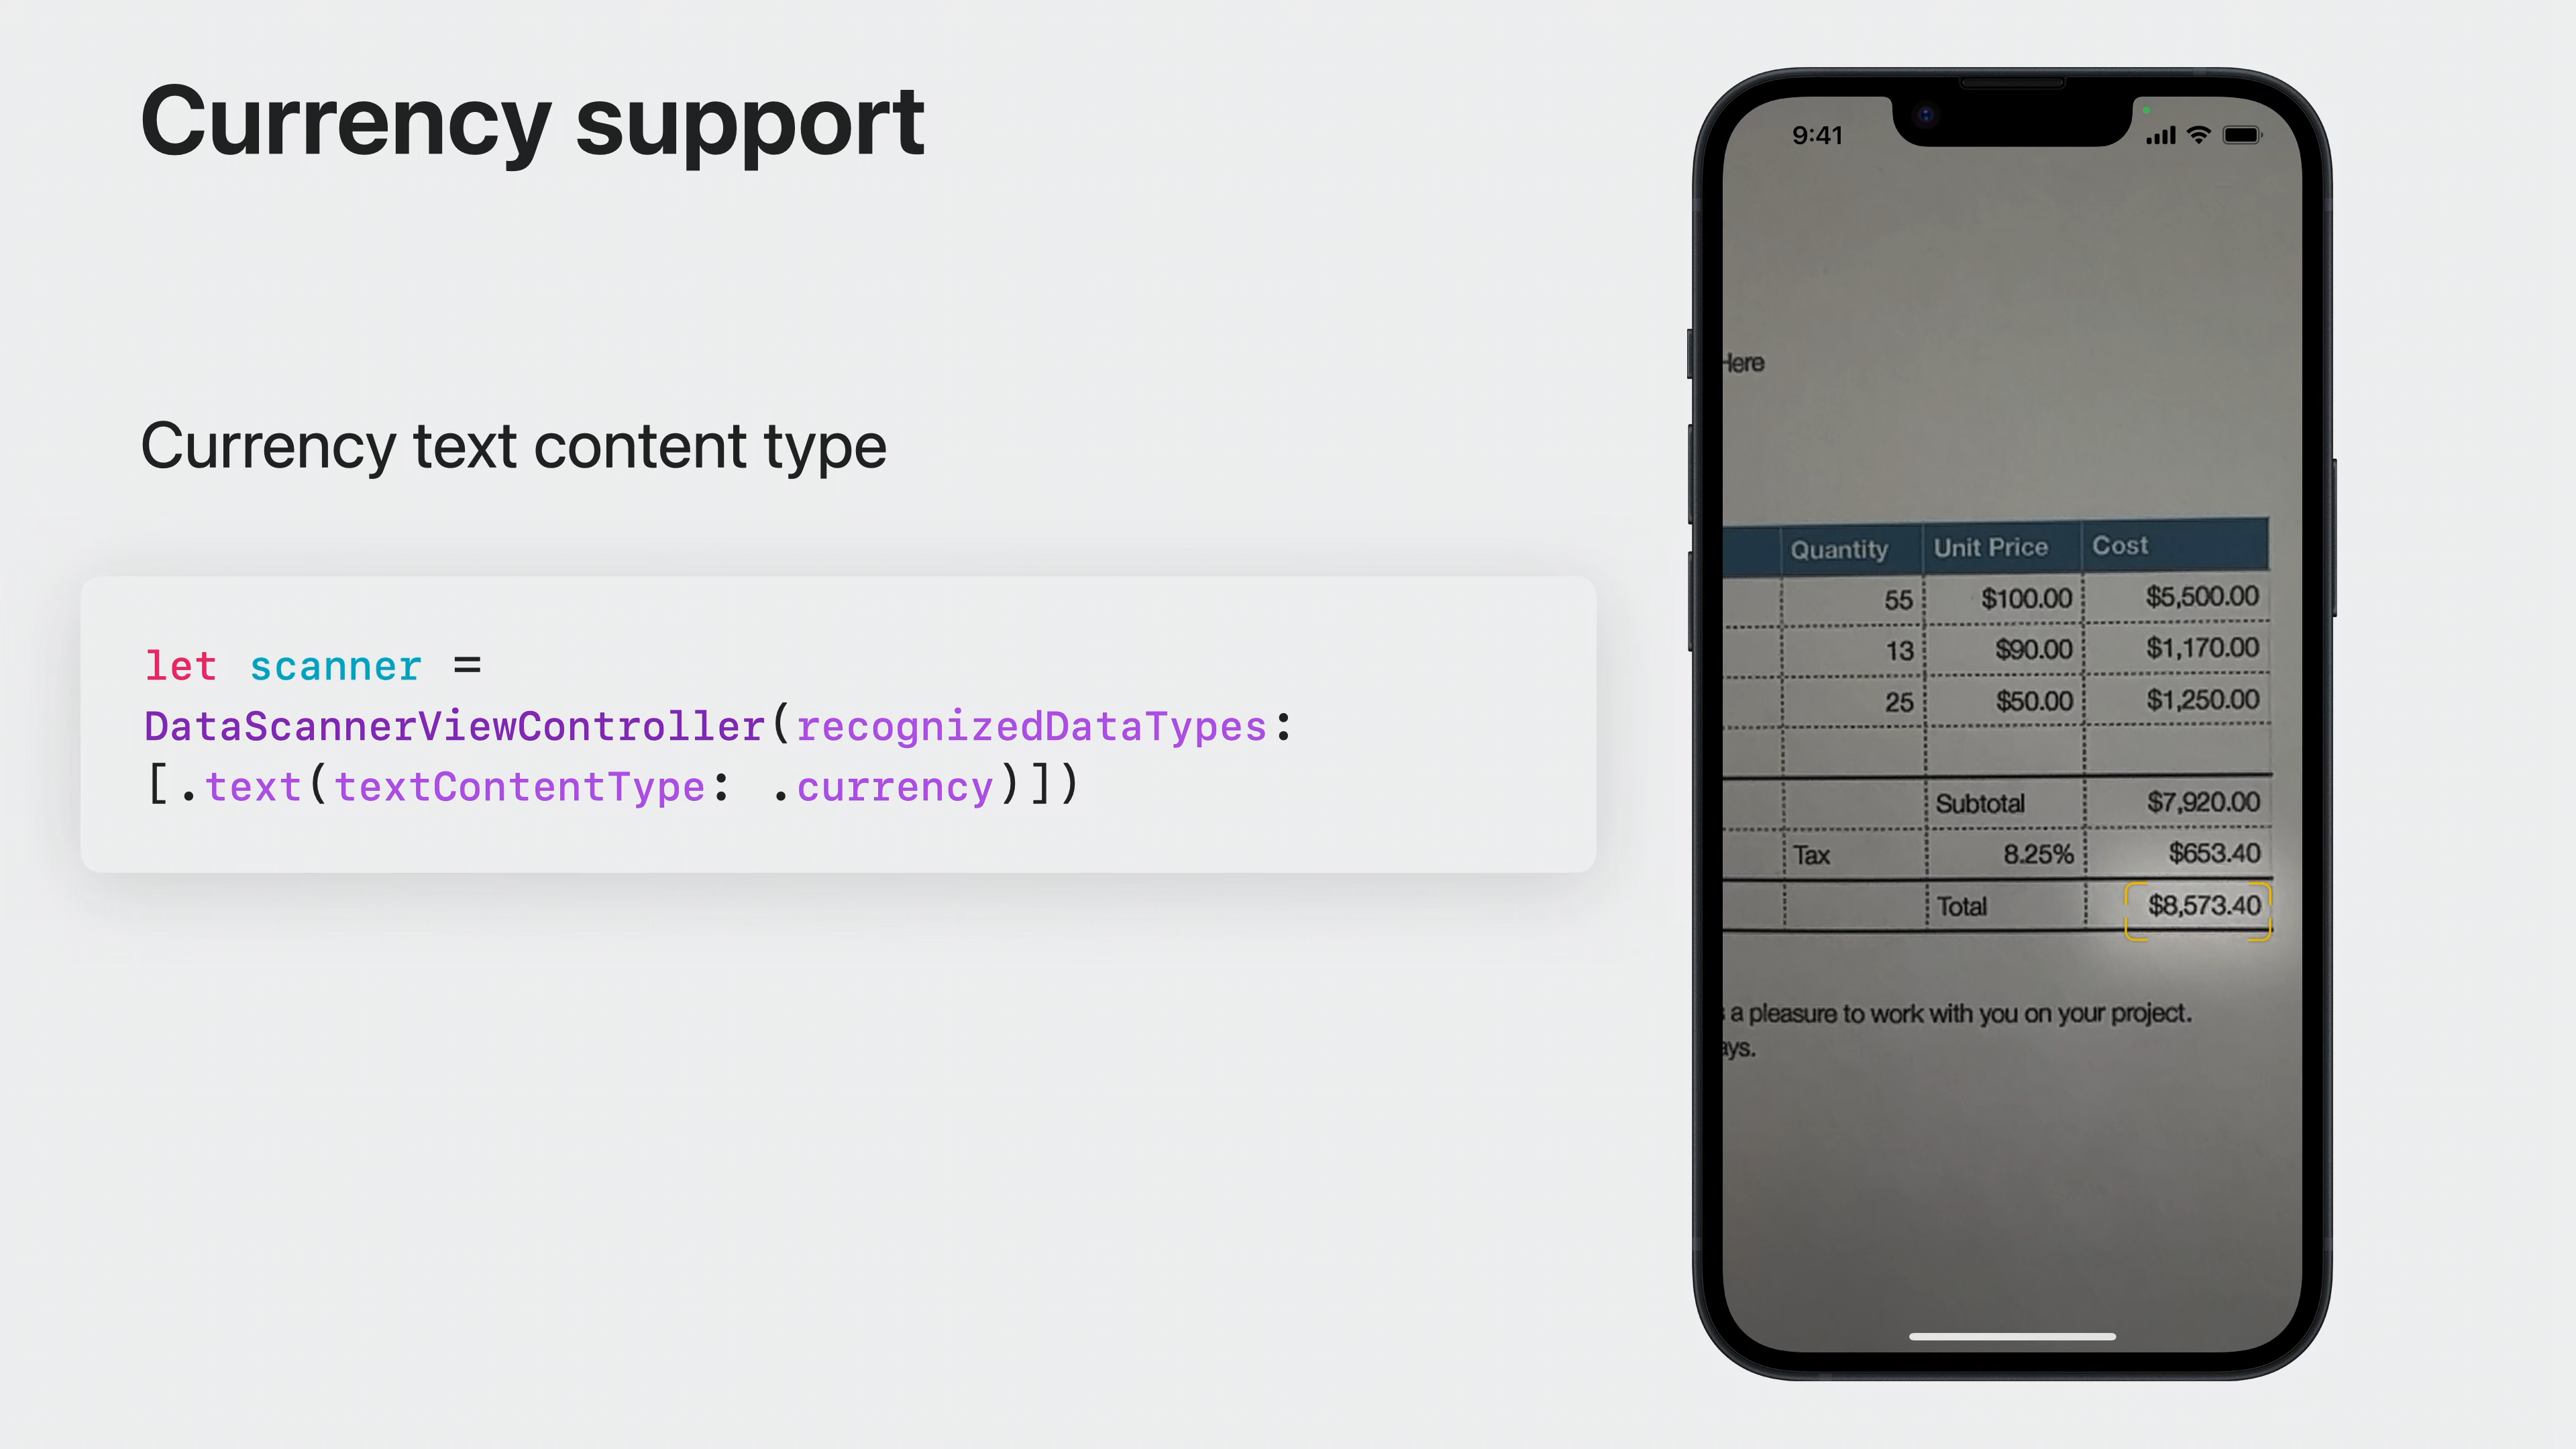 Currency support
Currency text content type
let scanner =
DataScannerViewController(recognizedDataTypes:
[.text(textContentType: .currency)])
9:41
Here
Quantity Unit Price Cost
55 $100.00 $5,500.00
13 $90.00 $1,170.00
25 $50.00 $1,250.00
Subtotal $7,920.00
Tax 8.25% $653.40
Total $8,573.40
a pleasure to work with you on your project.